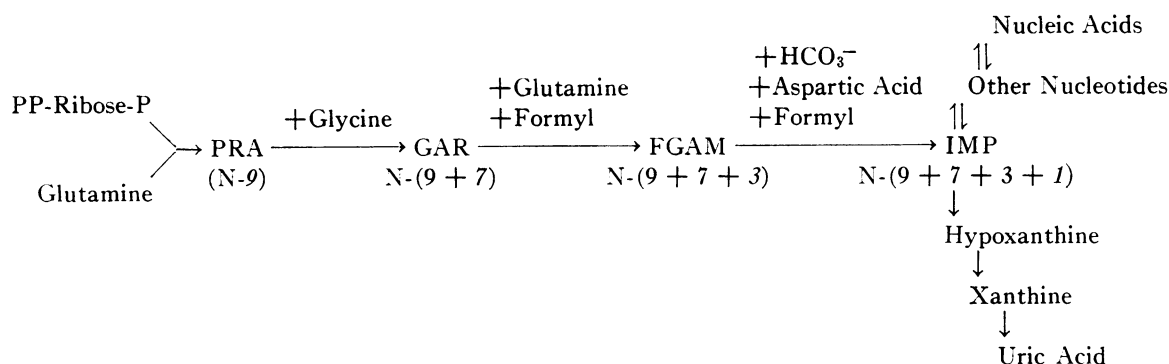 Nucleic Acids
+HCO₃⁻
PP-Ribose-P
+Glutamine
+Aspartic Acid
Other Nucleotides
+Glycine
+Formyl
+Formyl
PRA
GAR
FGAM
IMP
(N-9)
N-(9 + 7)
N-(9 + 7 + 3)
N-(9 + 7 + 3 + 1)
Glutamine
Hypoxanthine
Xanthine
Uric Acid